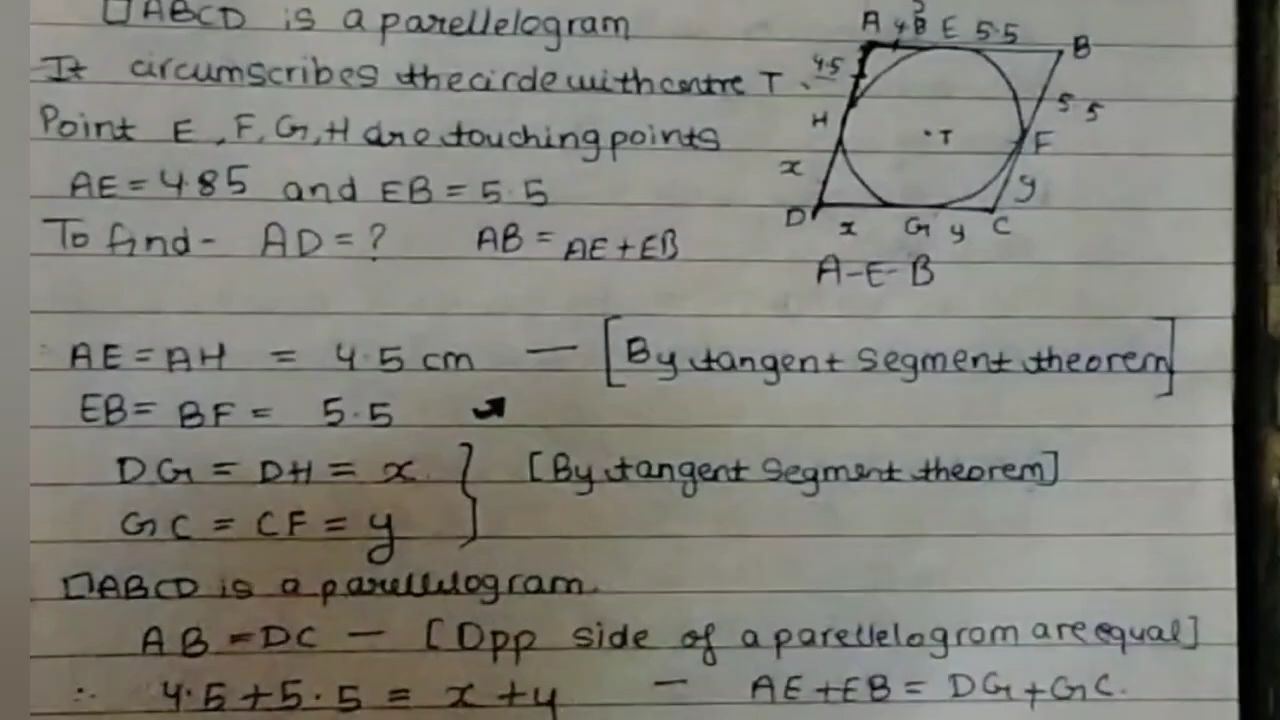 □ABCD is a parellelogram
It circumscribes the circle with centre T.
Point E, F, G, H are touching points
AE = 4.85 and EB = 5.5
To find - AD = ? AB = AE + EB
A E 5.5 B
4.5
5.5
H
T
F
x
y
D x G y C
A-E-B
AE = AH = 4.5 cm — [By tangent segment theorem]
EB = BF = 5.5
DG = DH = x } [By tangent segment theorem]
GC = CF = y
□ABCD is a parellelogram.
AB = DC — [Opp side of a parellelogram are equal]
∴ 4.5 + 5.5 = x + y — AE + EB = DG + GC.